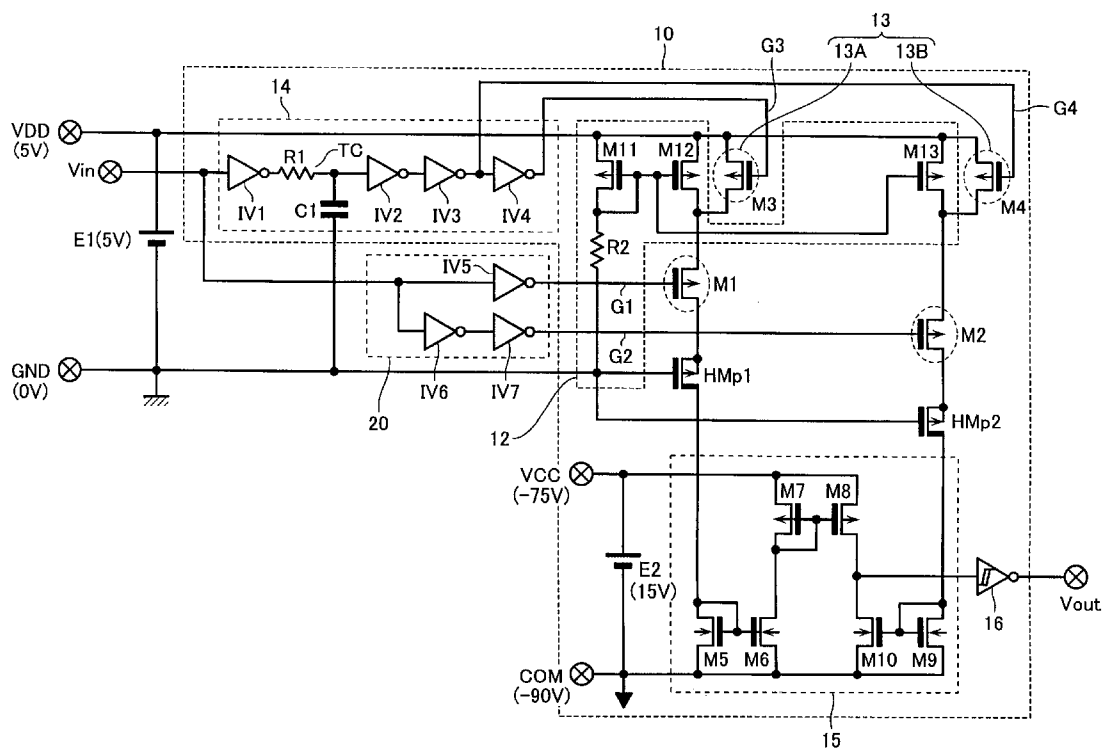 10
13
13A
13B
G3
14
G4
VDD
(5V)
Vin
R1
TC
M11
M12
M13
M3
M4
IV1
C1
IV2
IV3
IV4
E1(5V)
R2
IV5
G1
M1
G2
M2
GND
(0V)
IV6
IV7
20
12
HMp1
HMp2
VCC
(-75V)
M7
M8
E2
(15V)
16
Vout
M5
M6
M10
M9
COM
(-90V)
15